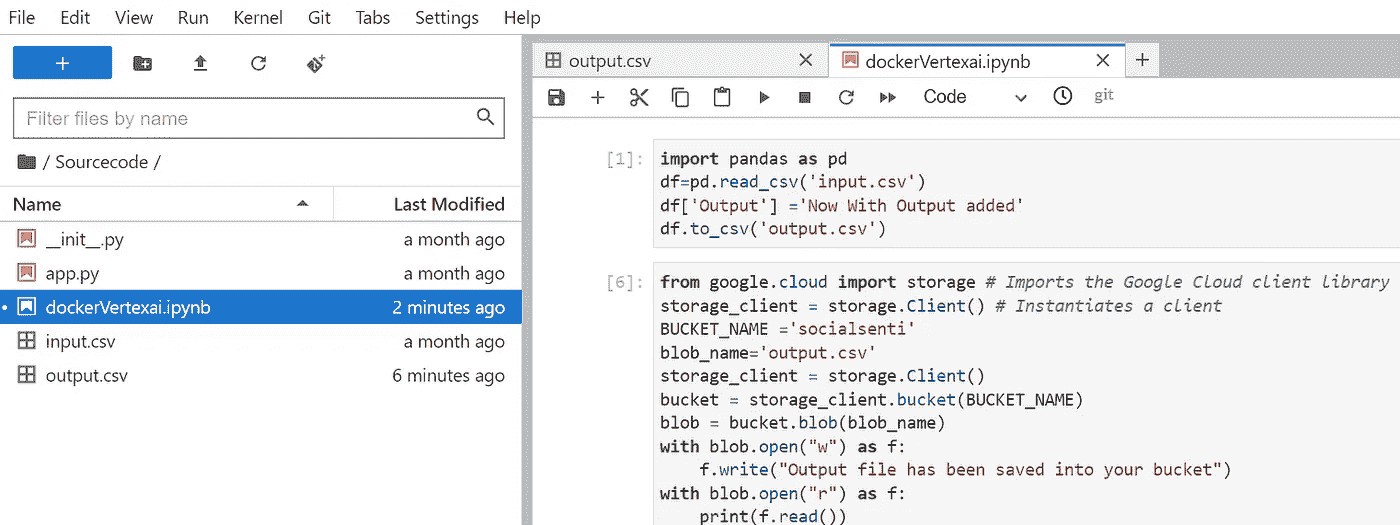 File Edit View Run Kernel Git Tabs Settings Help
+
Filter files by name
/ Sourcecode /
Name Last Modified
__init__.py a month ago
app.py a month ago
dockerVertexai.ipynb 2 minutes ago
input.csv a month ago
output.csv 6 minutes ago
output.csv × dockerVertexai.ipynb × +
Code git
[1]:
import pandas as pd
df=pd.read_csv('input.csv')
df['Output'] ='Now With Output added'
df.to_csv('output.csv')
[6]:
from google.cloud import storage # Imports the Google Cloud client library
storage_client = storage.Client() # Instantiates a client
BUCKET_NAME ='socialsenti'
blob_name='output.csv'
storage_client = storage.Client()
bucket = storage_client.bucket(BUCKET_NAME)
blob = bucket.blob(blob_name)
with blob.open("w") as f:
    f.write("Output file has been saved into your bucket")
with blob.open("r") as f:
    print(f.read())